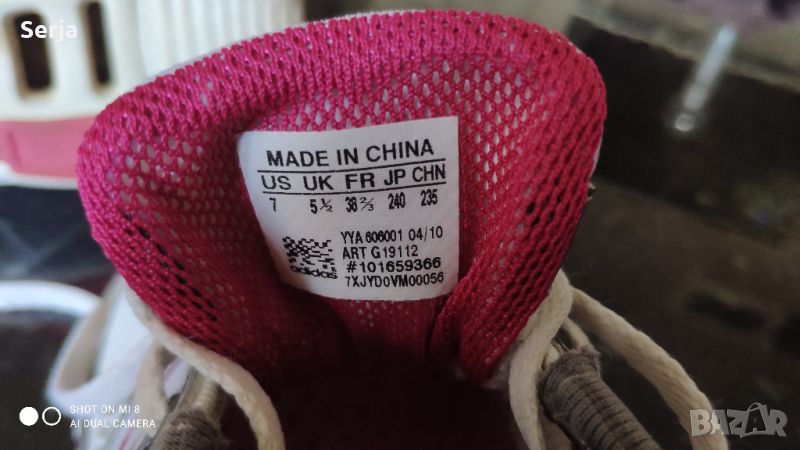 Serja
MADE IN CHINA
US UK FR JP CHN
7 5½ 38⅔ 240 235
YYA 606001 04/10
ART G19112
#101659366
7XJYD0VM00056
SHOT ON MI 8
AI DUAL CAMERA
BAZAR